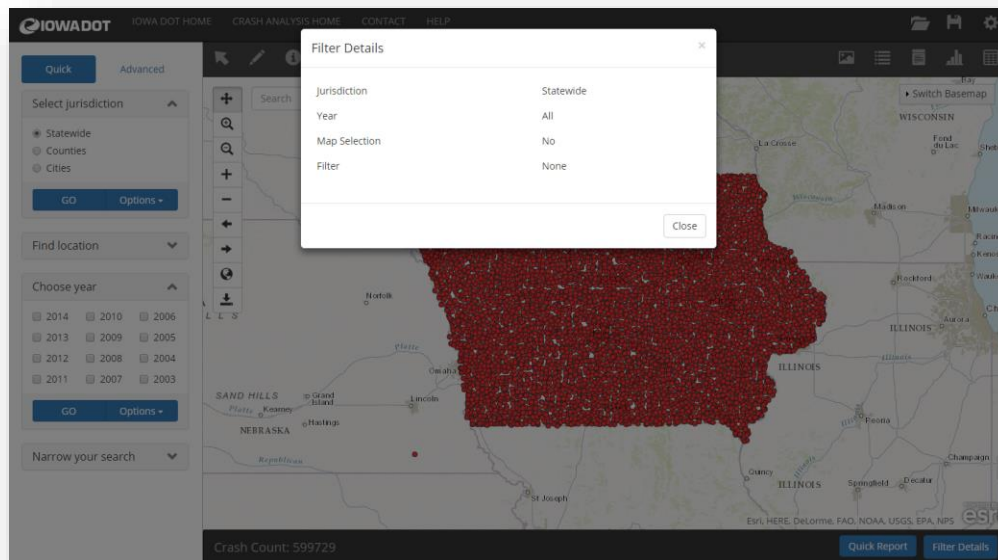 IOWADOT
IOWA DOT HOME CRASH ANALYSIS HOME CONTACT HELP
Quick Advanced
Select jurisdiction
Statewide
Counties
Cities
GO Options
Find location
Choose year
2014 2010 2006
2013 2009 2005
2012 2008 2004
2011 2007 2003
GO Options
Narrow your search
Search
Filter Details
×
Jurisdiction Statewide
Year All
Map Selection No
Filter None
Close
Switch Basemap
Bay
WISCONSIN
Fond
du Lac
La Crosse
Madison
Rockford
Aurora
ILLINOIS
Illinois
ILLINOIS
Peoria
Champaign
Quincy
ILLINOIS
Springfield
Decatur
Norfolk
L L S
Platte
Omaha
SAND HILLS
Grand
Island
Platte
Kearney
Lincoln
NEBRASKA
Hastings
Republican
St Joseph
Esri, HERE, DeLorme, FAO, NOAA, USGS, EPA, NPS
esri
Crash Count: 599729
Quick Report Filter Details